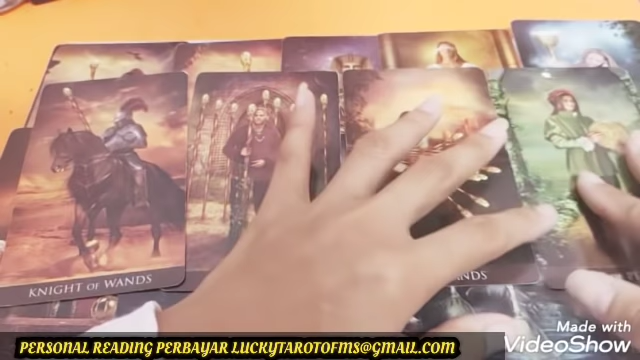 KNIGHT OF WANDS
NDS
Made with
VideoShow
PERSONAL READING PERBAYAR LUCKYTAROTOFMS@GMAIL.COM